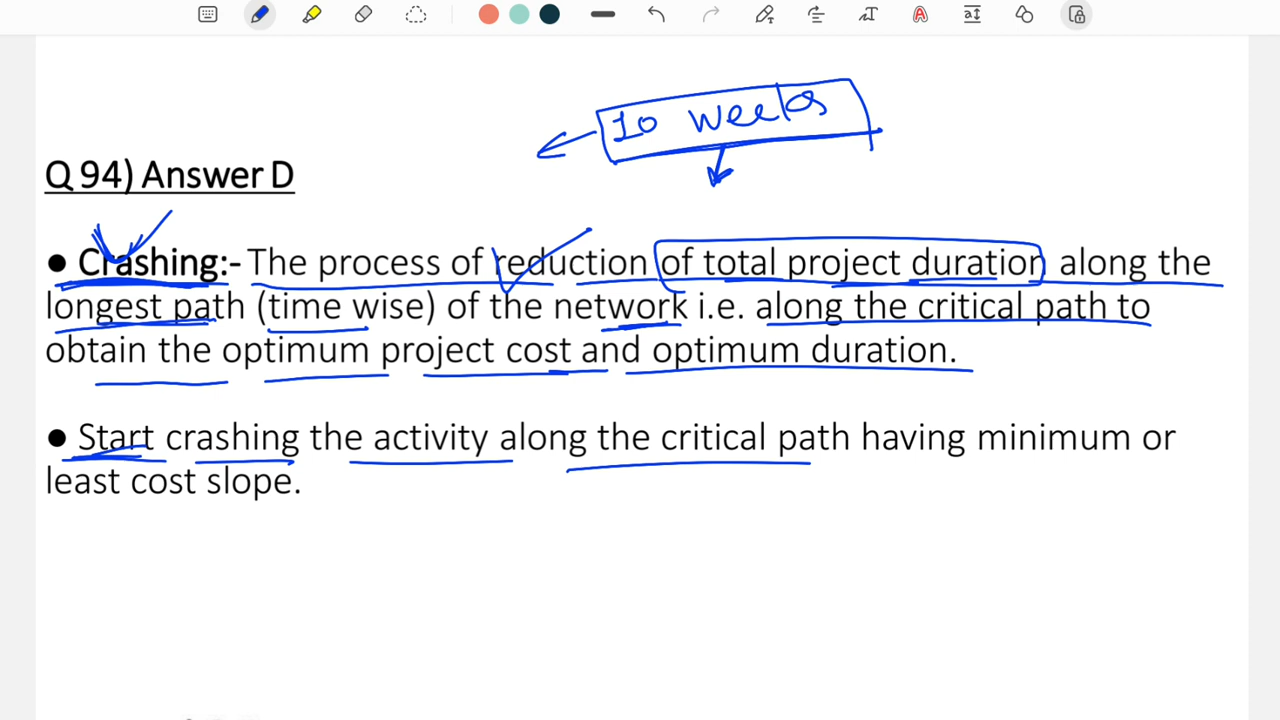 10 weeks
Q 94) Answer D
● Crashing:- The process of reduction of total project duration along the
longest path (time wise) of the network i.e. along the critical path to
obtain the optimum project cost and optimum duration.
● Start crashing the activity along the critical path having minimum or
least cost slope.